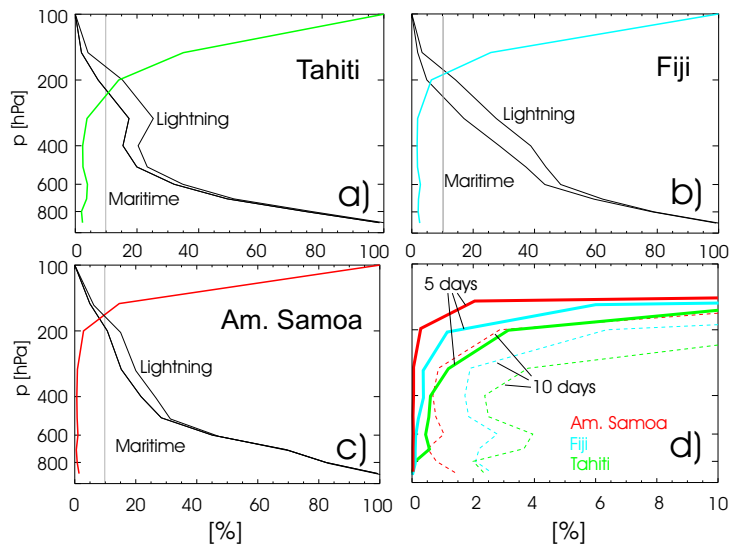 100
200
400
600
800
p [hPa]
Tahiti
Lightning
Maritime
a)
0 20 40 60 80 100
Fiji
Lightning
Maritime
b)
0 20 40 60 80 100
100
200
400
600
800
p [hPa]
Am. Samoa
Lightning
Maritime
c)
0 20 40 60 80 100
[%]
5 days
10 days
Am. Samoa
Fiji
Tahiti
d)
0 2 4 6 8 10
[%]